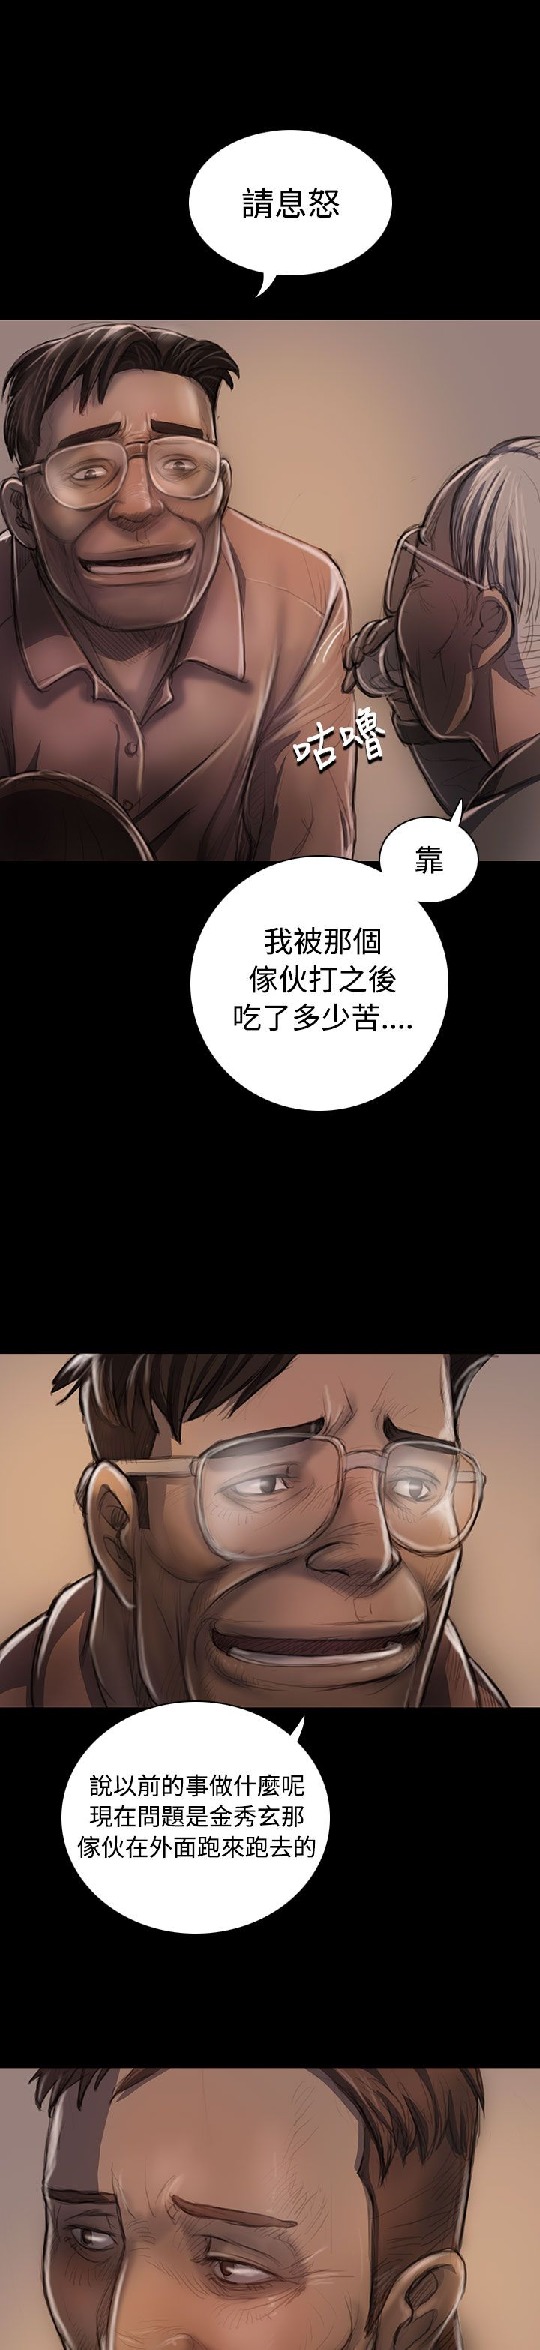 請息怒
咕嚕
靠
我被那個
傢伙打之後
吃了多少苦....
說以前的事做什麼呢
現在問題是金秀玄那
傢伙在外面跑來跑去的